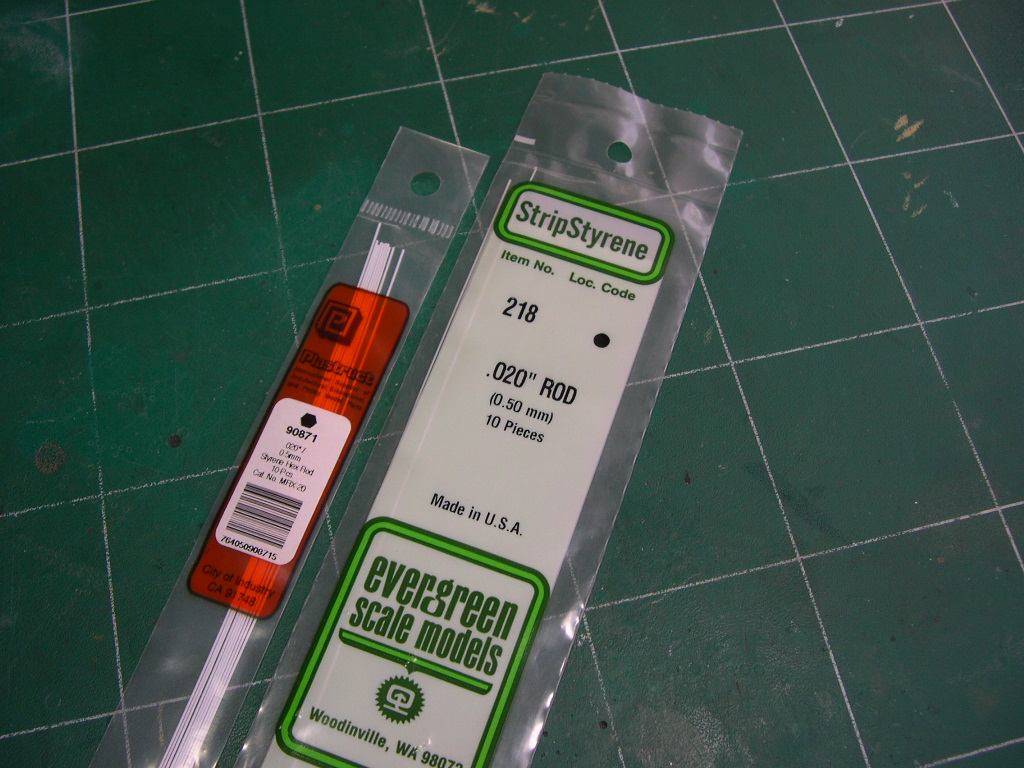 StripStyrene
Item No. Loc. Code
218
.020" ROD
(0.50 mm)
10 Pieces
Made in U.S.A.
evergreen
scale models
Woodinville, WA 98072
P
Plastruct
90871
.020"/
0.5mm
Styrene Hex Rod
10 Pcs
Cat. No. MRX-20
764050900715
City of Industry
CA 91748